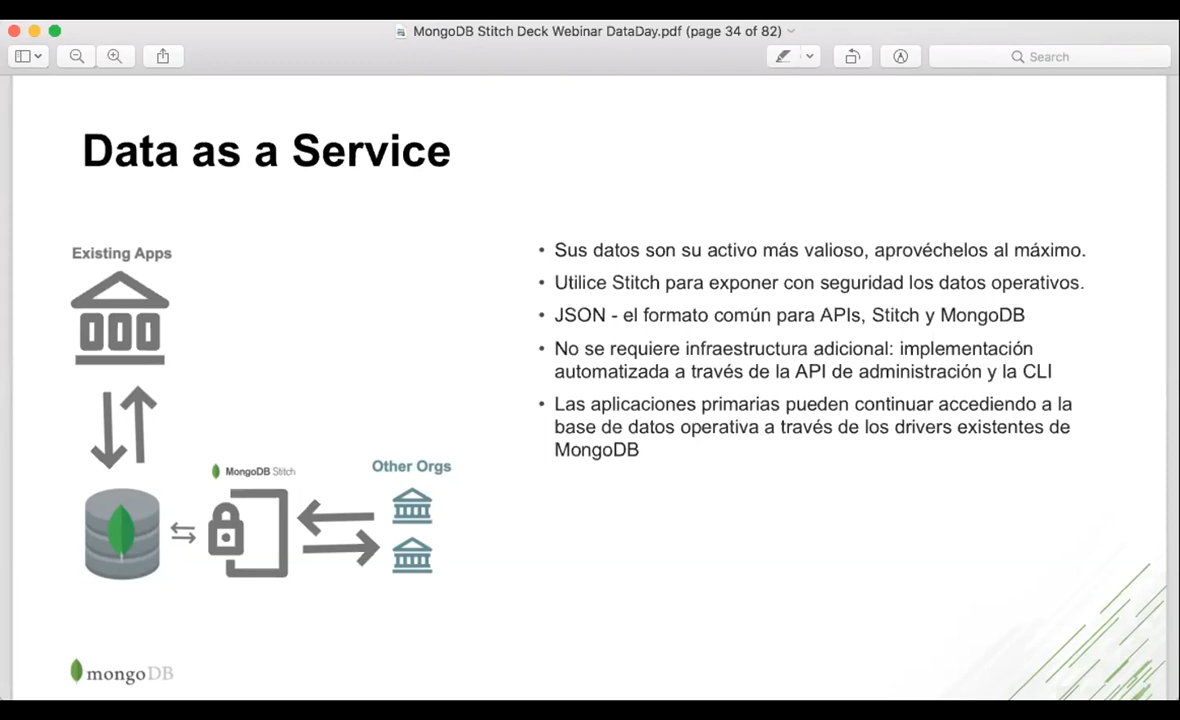 MongoDB Stitch Deck Webinar DataDay.pdf (page 34 of 82)
Search
Data as a Service
Existing Apps
MongoDB Stitch
Other Orgs
• Sus datos son su activo más valioso, aprovéchelos al máximo.
• Utilice Stitch para exponer con seguridad los datos operativos.
• JSON - el formato común para APIs, Stitch y MongoDB
• No se requiere infraestructura adicional: implementación
automatizada a través de la API de administración y la CLI
• Las aplicaciones primarias pueden continuar accediendo a la
base de datos operativa a través de los drivers existentes de
MongoDB
mongoDB